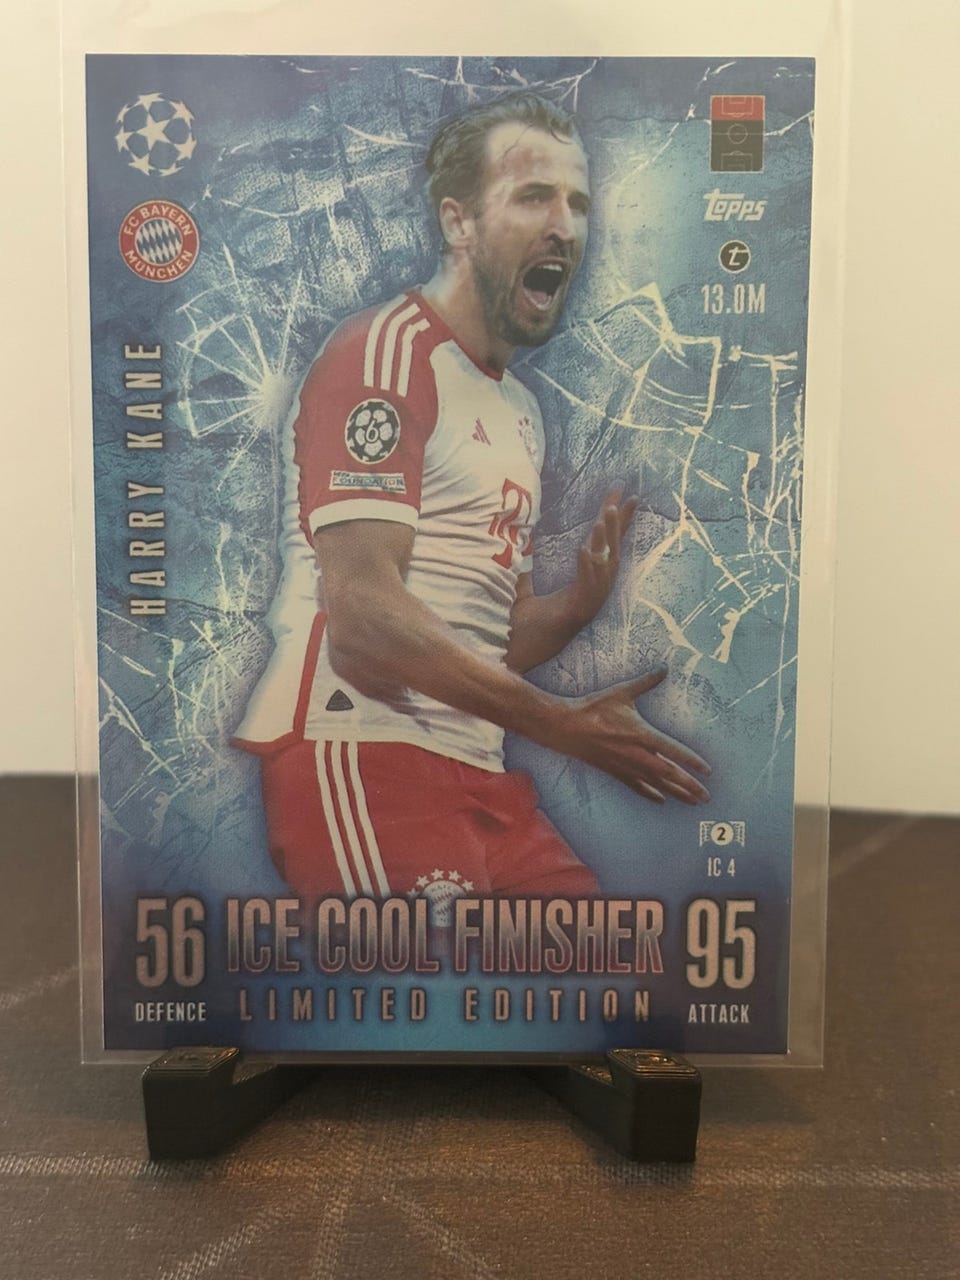 FC BAYERN
MÜNCHEN
Topps
t
13.0M
HARRY KANE
6
FOUNDATION
T
2
IC 4
56
DEFENCE
ICE COOL FINISHER
LIMITED EDITION
95
ATTACK